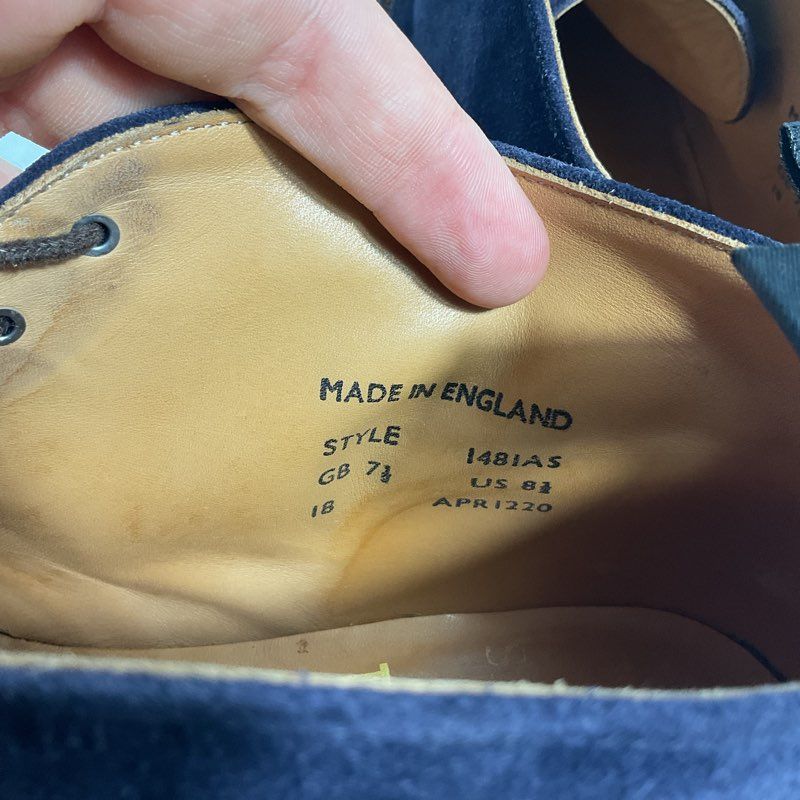 MADE IN ENGLAND
STYLE 1481AS
GB 7½ US 8½
18 APR1220